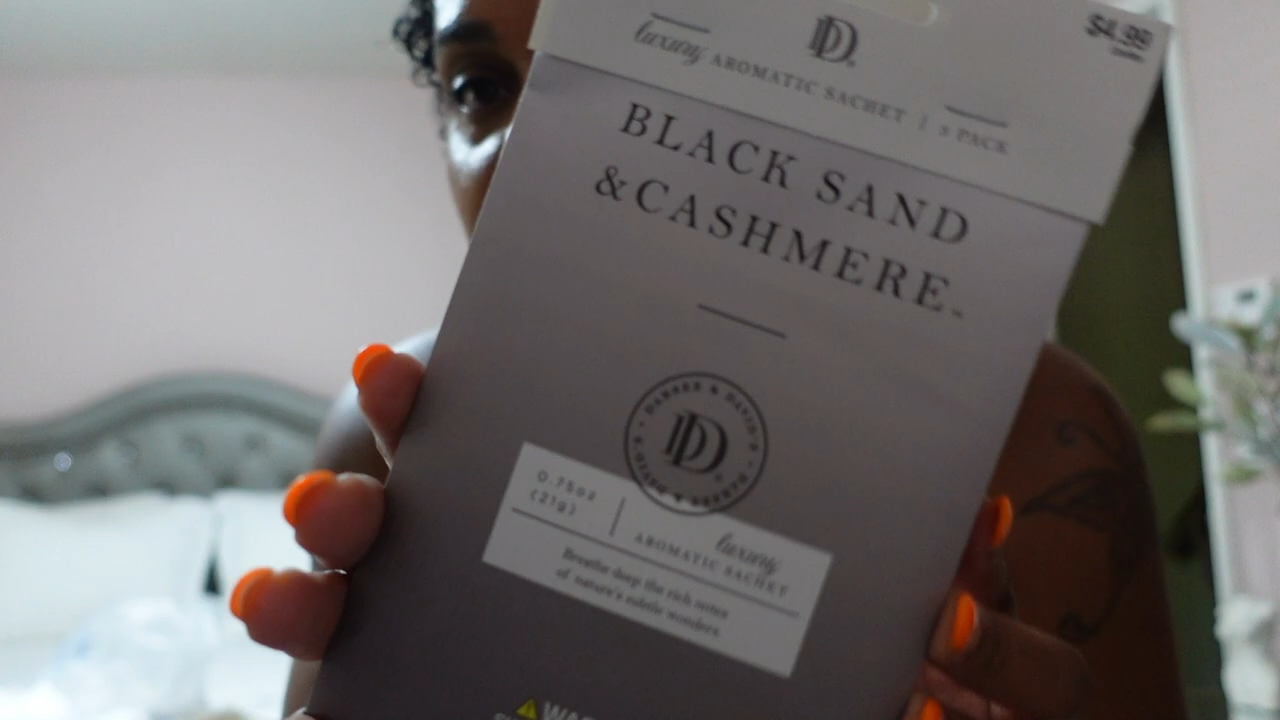 DD
$4.99
luxury AROMATIC SACHET | 3 PACK
BLACK SAND
& CASHMERE™
DD
0.75oz
(21g)
luxury
AROMATIC SACHET
Breathe deep the rich notes
of nature's subtle wonders